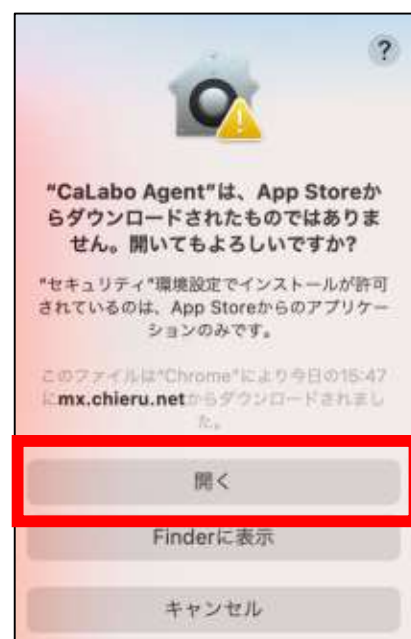 ?
"CaLabo Agent"は、App Storeか
らダウンロードされたものではありま
せん。開いてもよろしいですか?
"セキュリティ"環境設定でインストールが許可
されているのは、App Storeからのアプリケー
ションのみです。
このファイルは"Chrome"により今日の15:47
にmx.chieru.netからダウンロードされまし
た。
開く
Finderに表示
キャンセル